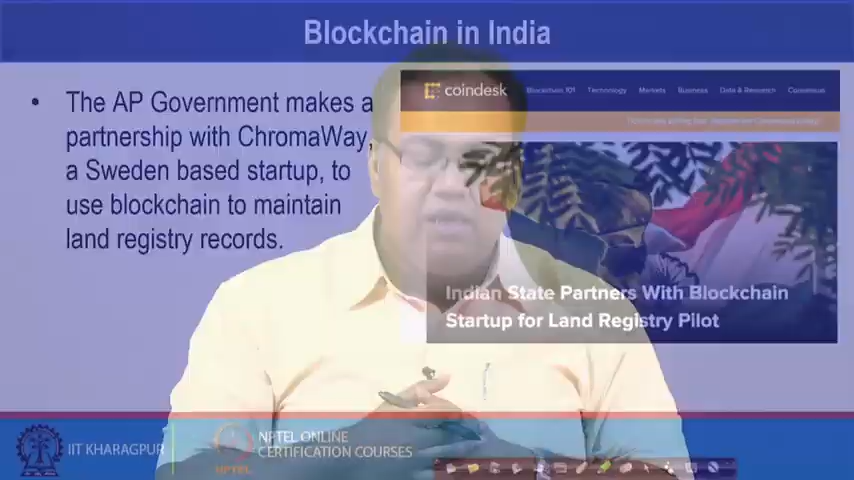 Blockchain in India
• The AP Government makes a
partnership with ChromaWay,
a Sweden based startup, to
use blockchain to maintain
land registry records.
coindesk
Blockchain 101 Technology Markets Business Data & Research Consensus
Indian State Partners With Blockchain
Startup for Land Registry Pilot
IIT KHARAGPUR
NPTEL
NPTEL ONLINE
CERTIFICATION COURSES